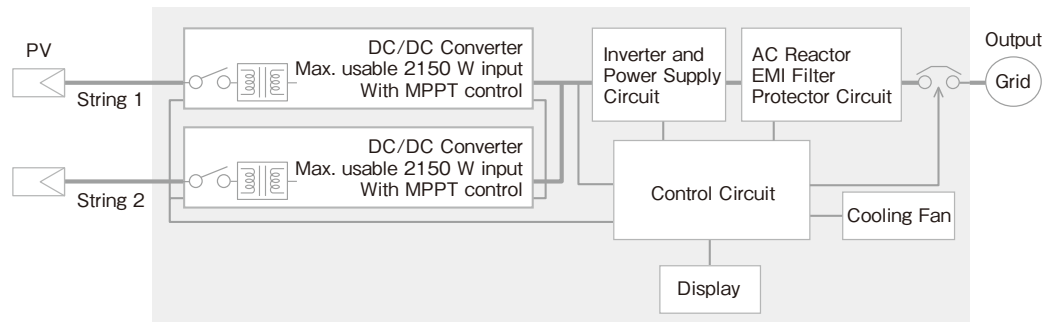 PV
String 1
String 2
DC/DC Converter
Max. usable 2150 W input
With MPPT control
DC/DC Converter
Max. usable 2150 W input
With MPPT control
Inverter and
Power Supply
Circuit
AC Reactor
EMI Filter
Protector Circuit
Output
Grid
Control Circuit
Cooling Fan
Display